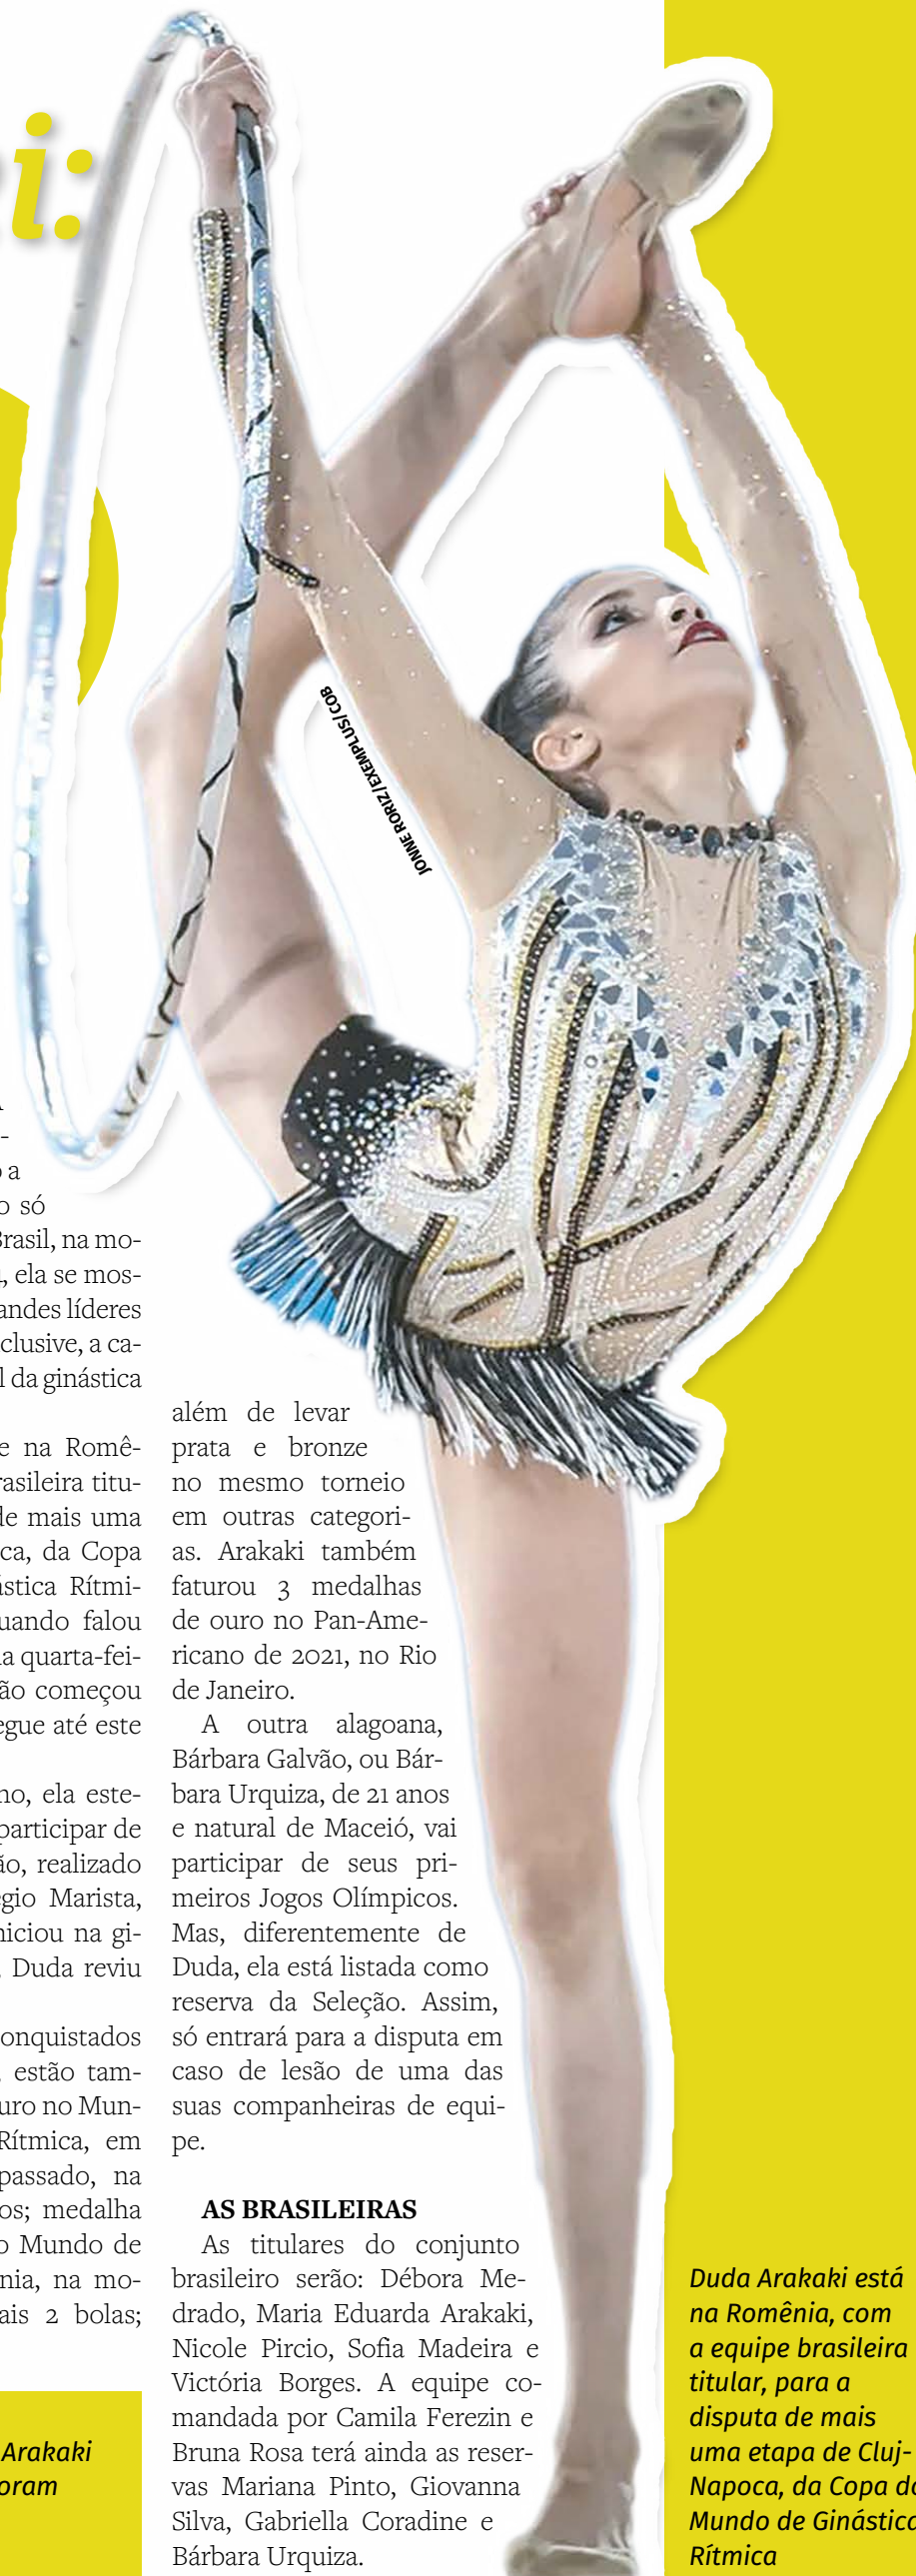 i:
JONNE RORIZ/EXEMPLUS/COB
-
o a
o só
Brasil, na mo-
, ela se mos-
andes líderes
clusive, a ca-
l da ginástica
e na Romê-
rasileira titu-
de mais uma
ca, da Copa
ástica Rítmi-
uando falou
a quarta-fei-
ão começou
egue até este
no, ela este-
participar de
ão, realizado
égio Marista,
niciou na gi-
Duda reviu
onquistados
estão tam-
uro no Mun-
Rítmica, em
passado, na
os; medalha
o Mundo de
nia, na mo-
ais 2 bolas;
Arakaki
oram
além de levar
prata e bronze
no mesmo torneio
em outras categori-
as. Arakaki também
faturou 3 medalhas
de ouro no Pan-Ame-
ricano de 2021, no Rio
de Janeiro.
A outra alagoana,
Bárbara Galvão, ou Bár-
bara Urquiza, de 21 anos
e natural de Maceió, vai
participar de seus pri-
meiros Jogos Olímpicos.
Mas, diferentemente de
Duda, ela está listada como
reserva da Seleção. Assim,
só entrará para a disputa em
caso de lesão de uma das
suas companheiras de equi-
pe.
AS BRASILEIRAS
As titulares do conjunto
brasileiro serão: Débora Me-
drado, Maria Eduarda Arakaki,
Nicole Pircio, Sofia Madeira e
Victória Borges. A equipe co-
mandada por Camila Ferezin e
Bruna Rosa terá ainda as reser-
vas Mariana Pinto, Giovanna
Silva, Gabriella Coradine e
Bárbara Urquiza.
Duda Arakaki está
na Romênia, com
a equipe brasileira
titular, para a
disputa de mais
uma etapa de Cluj-
Napoca, da Copa do
Mundo de Ginástica
Rítmica